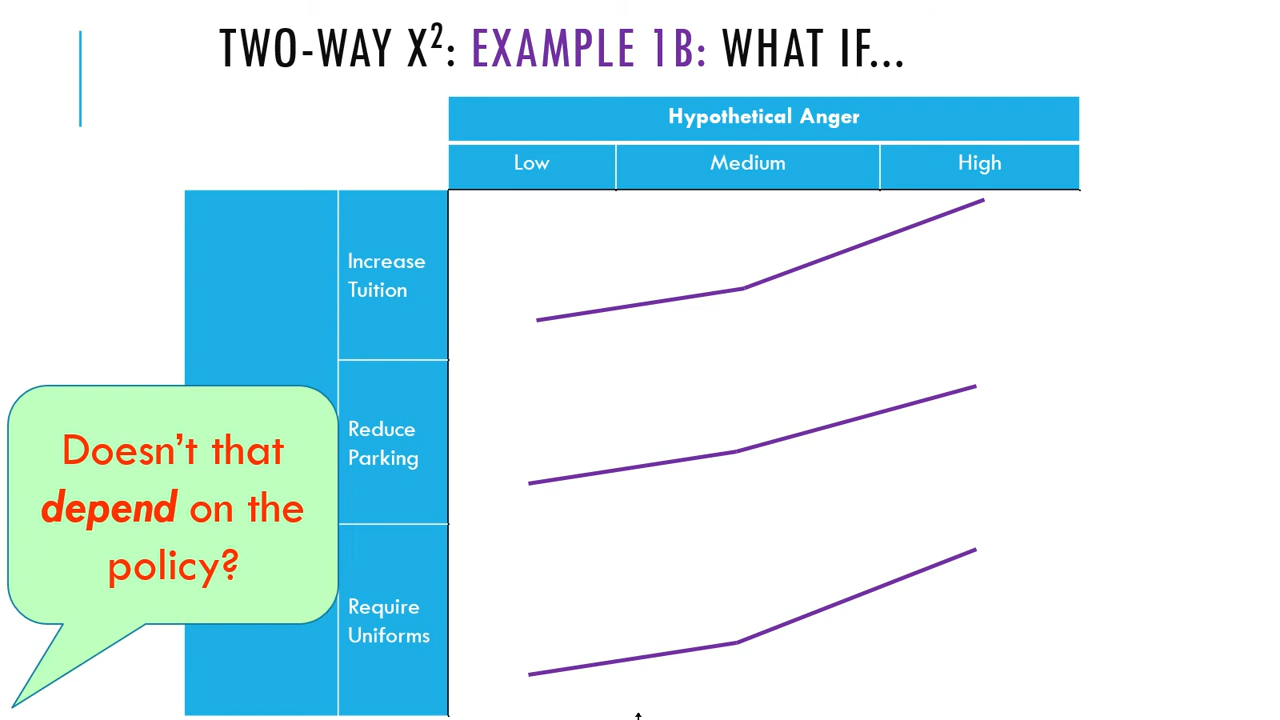 TWO-WAY X²: EXAMPLE 1B: WHAT IF...
Hypothetical Anger
Low Medium High
Increase
Tuition
Reduce
Parking
Require
Uniforms
Doesn't that
depend on the
policy?